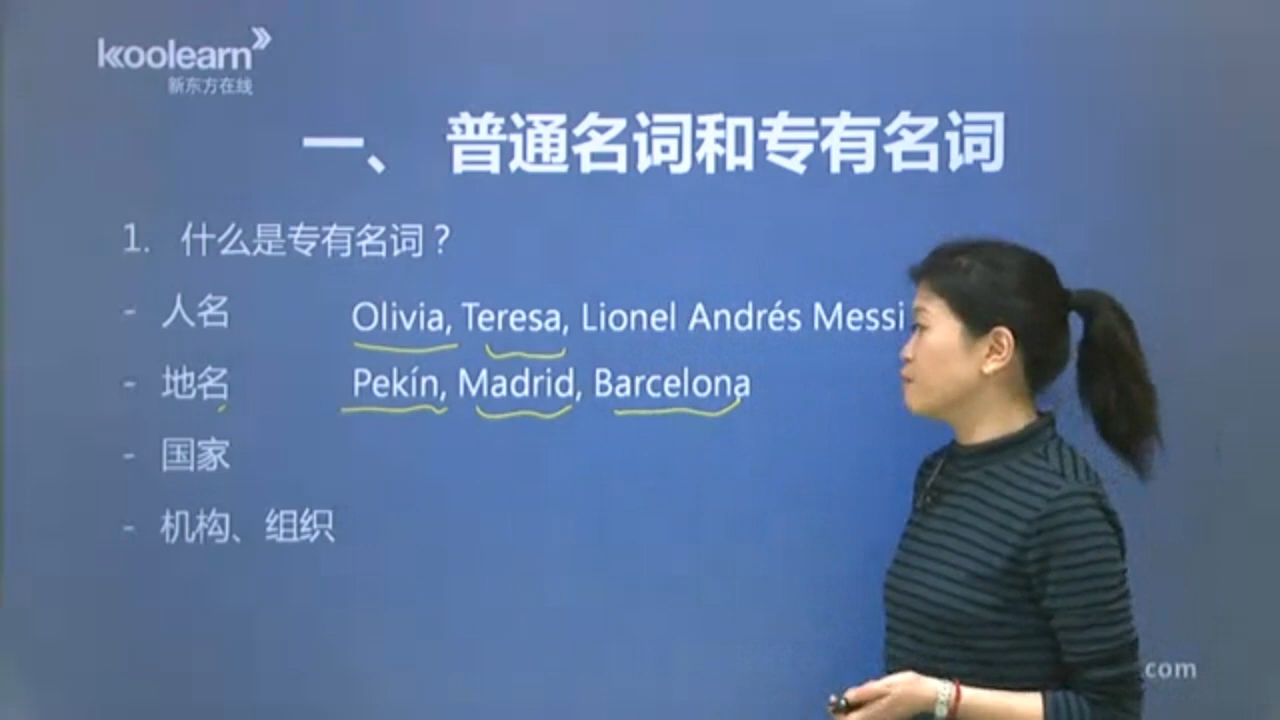 koolearn
新东方在线
一、 普通名词和专有名词
1. 什么是专有名词？
- 人名 Olivia, Teresa, Lionel Andrés Messi
- 地名 Pekín, Madrid, Barcelona
- 国家
- 机构、组织
.com